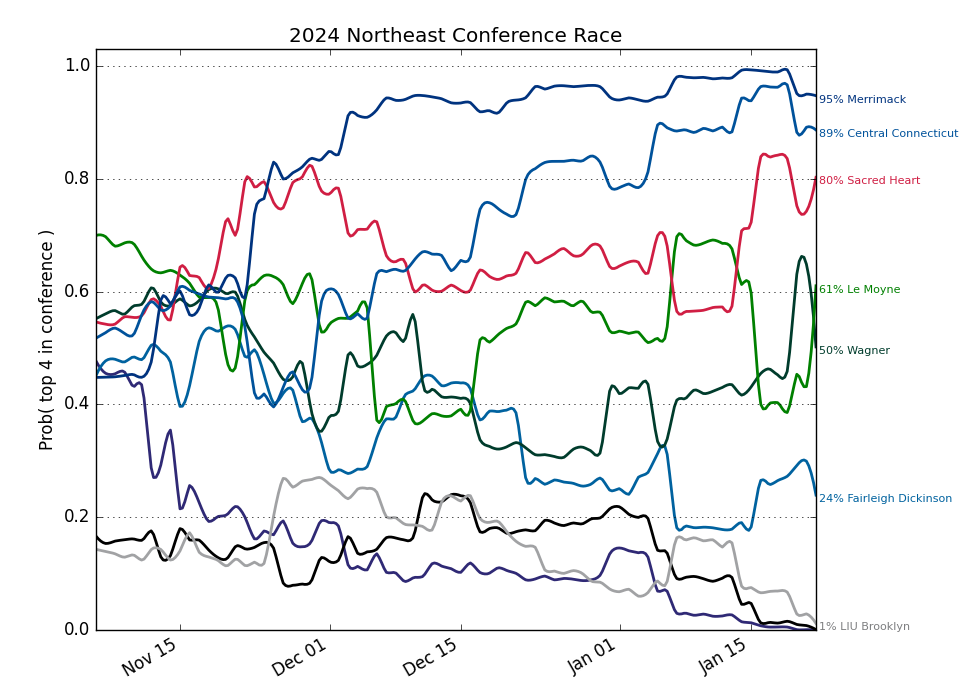 2024 Northeast Conference Race
Prob( top 4 in conference )
1.0
0.8
0.6
0.4
0.2
0.0
Nov 15
Dec 01
Dec 15
Jan 01
Jan 15
95% Merrimack
89% Central Connecticut
80% Sacred Heart
61% Le Moyne
50% Wagner
24% Fairleigh Dickinson
1% LIU Brooklyn